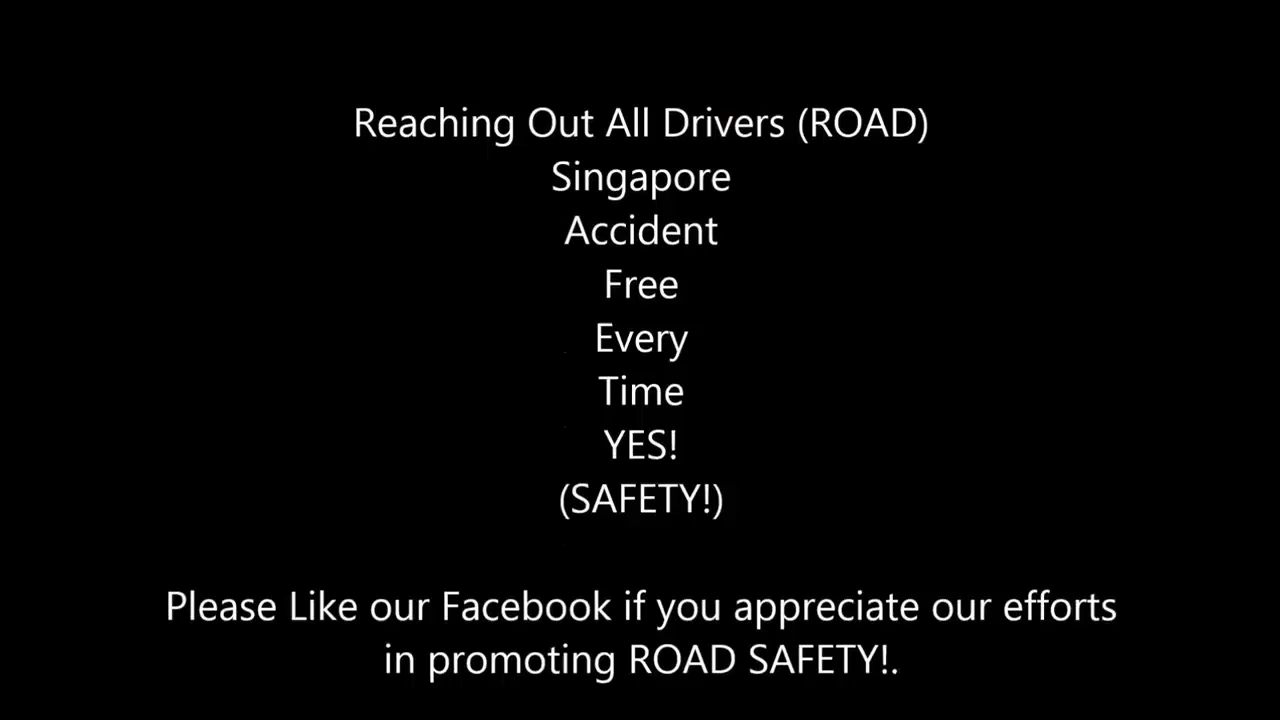 Reaching Out All Drivers (ROAD)
Singapore
Accident
Free
Every
Time
YES!
(SAFETY!)
Please Like our Facebook if you appreciate our efforts
in promoting ROAD SAFETY!.